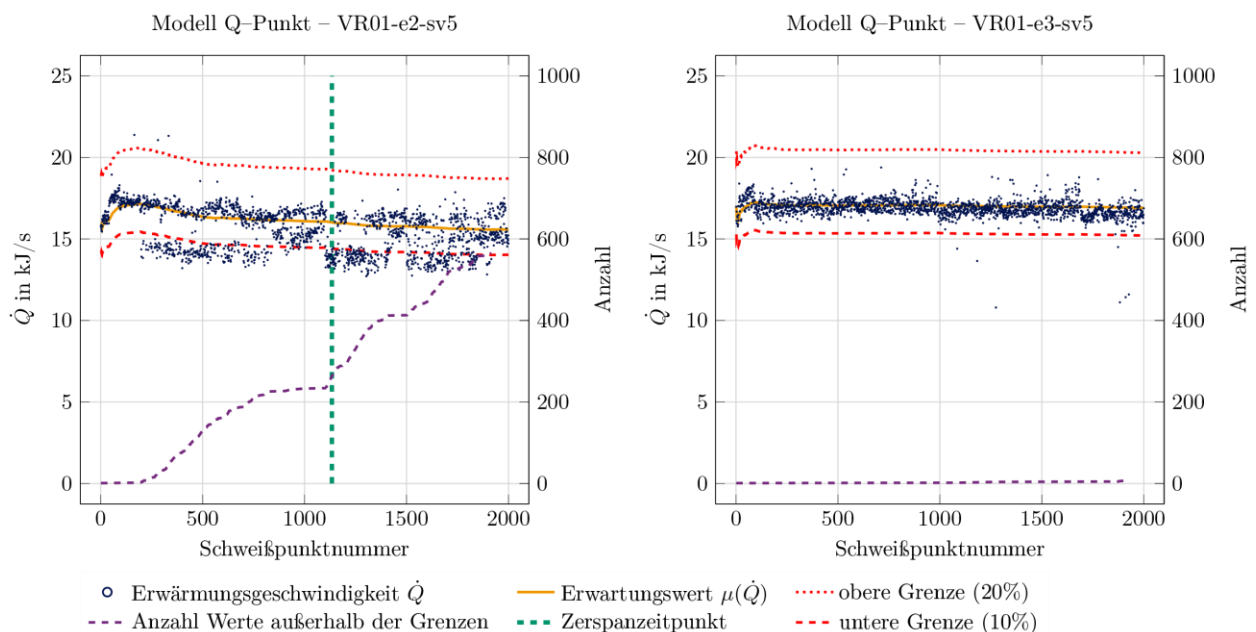 Modell Q–Punkt – VR01-e2-sv5
25
20
15
10
5
0
Q̇ in kJ/s
1000
800
600
400
200
0
Anzahl
0 500 1000 1500 2000
Schweißpunktnummer
Modell Q–Punkt – VR01-e3-sv5
25
20
15
10
5
0
Q̇ in kJ/s
1000
800
600
400
200
0
Anzahl
0 500 1000 1500 2000
Schweißpunktnummer
Erwärmungsgeschwindigkeit Q̇ Erwartungswert μ(Q̇) obere Grenze (20%)
Anzahl Werte außerhalb der Grenzen Zerspanzeitpunkt untere Grenze (10%)